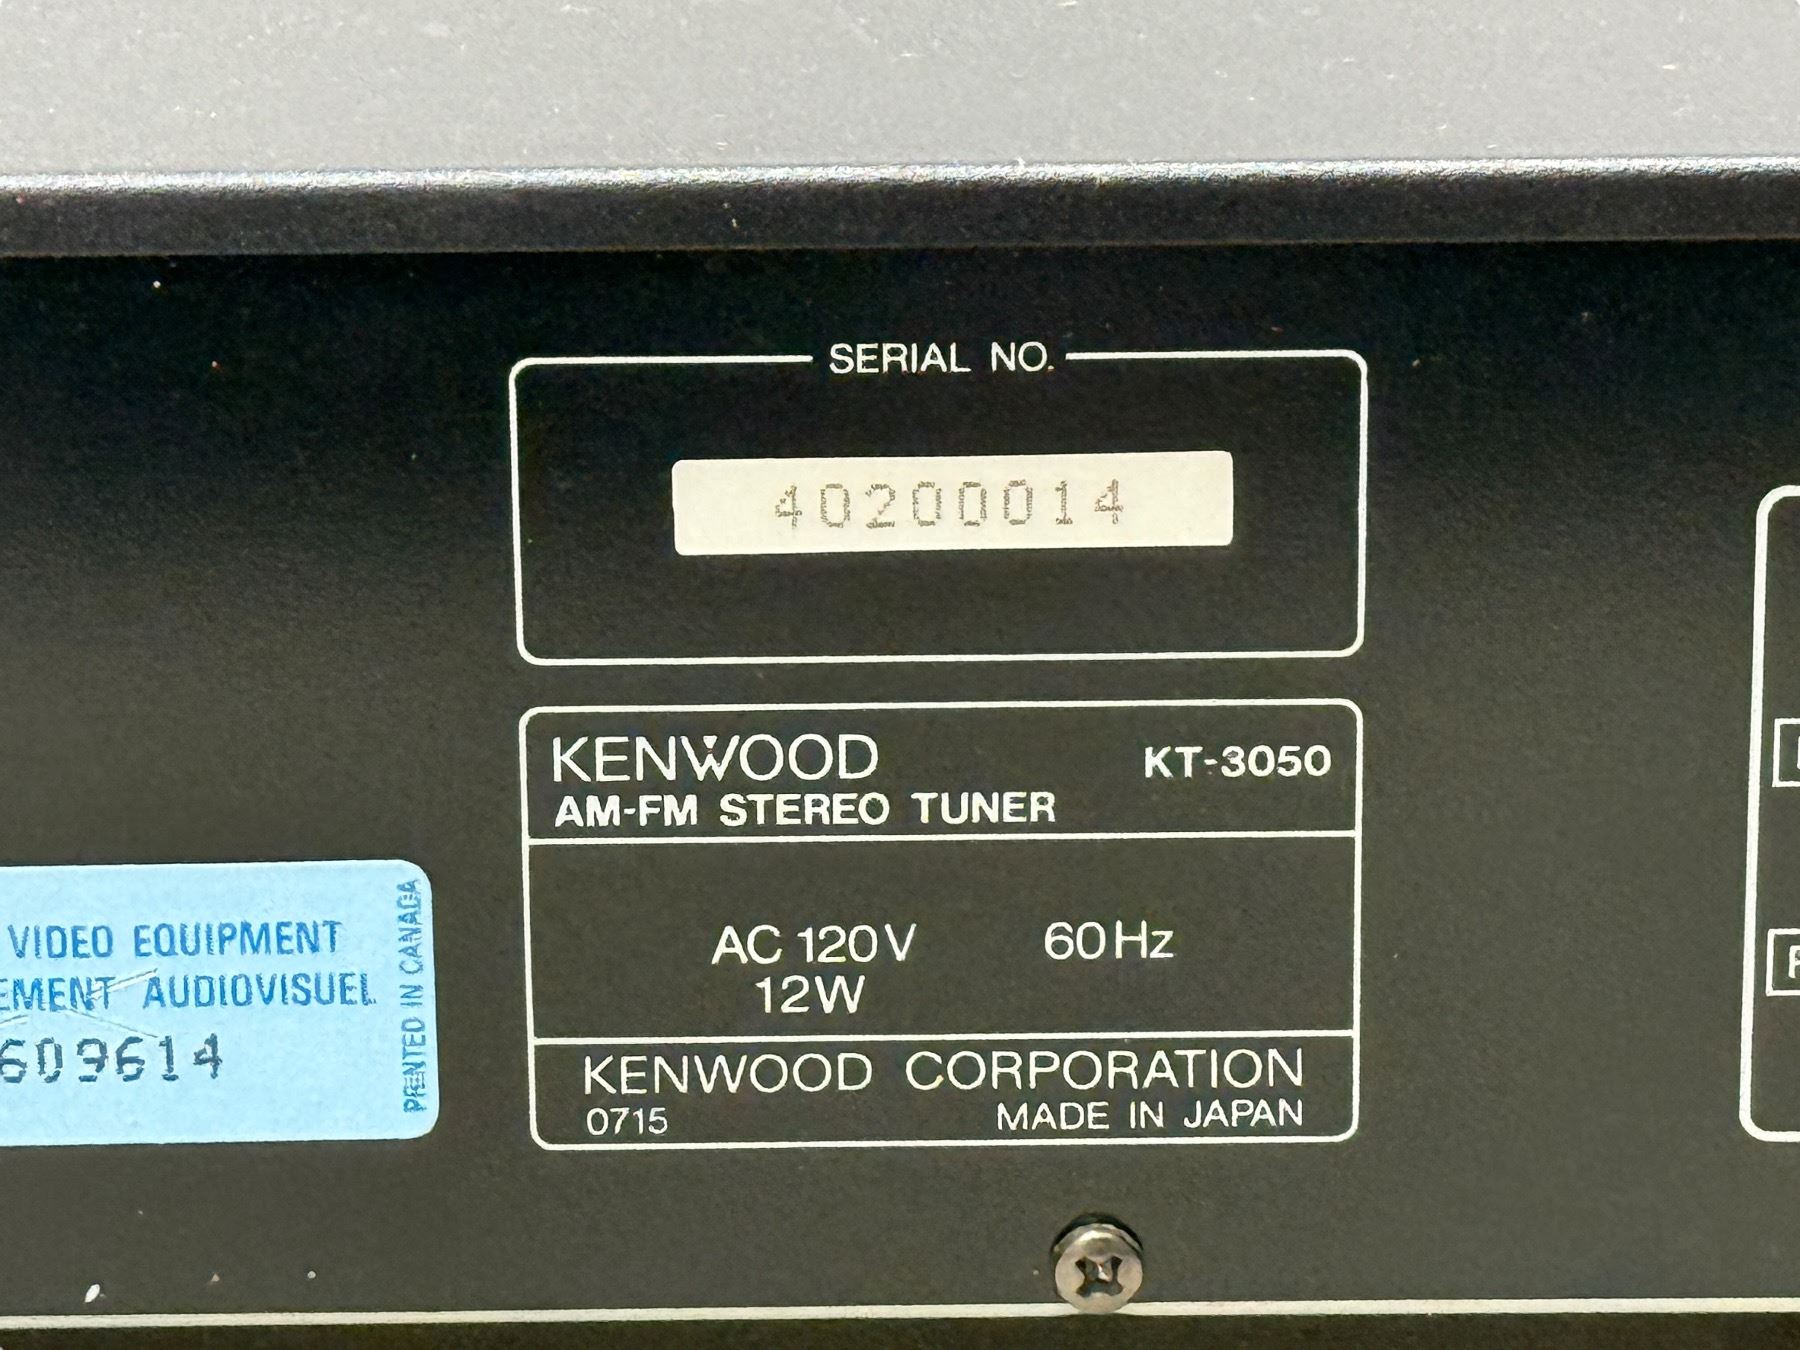 SERIAL NO.
40200014
KENWOOD KT-3050
AM-FM STEREO TUNER
AC 120V 60Hz
12W
KENWOOD CORPORATION
0715 MADE IN JAPAN
VIDEO EQUIPMENT
EMENT AUDIOVISUEL
609614
PRINTED IN CANADA